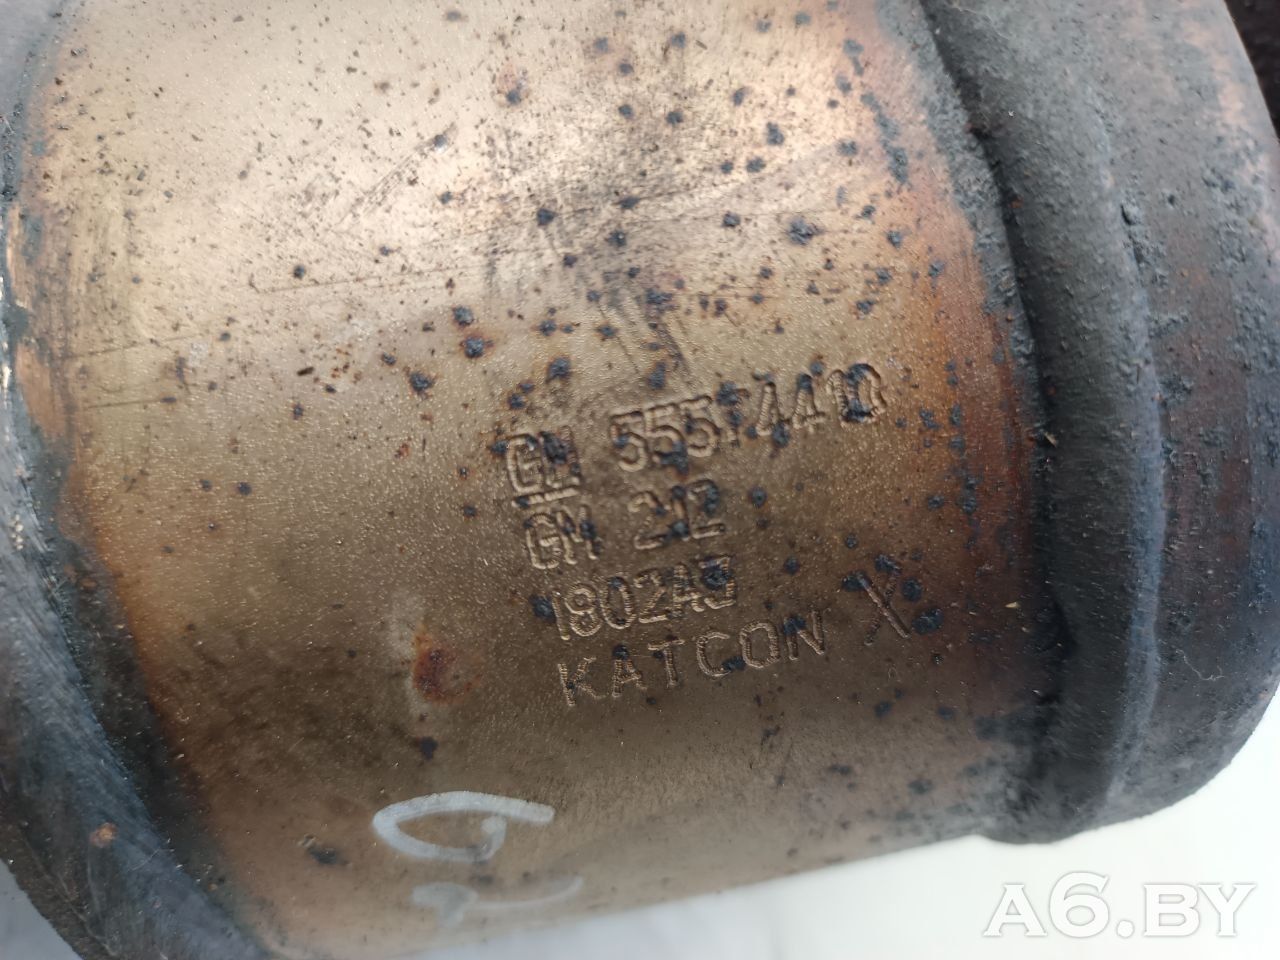 GM 55574410
GM 212
1802A3
KATCON X
A6.BY